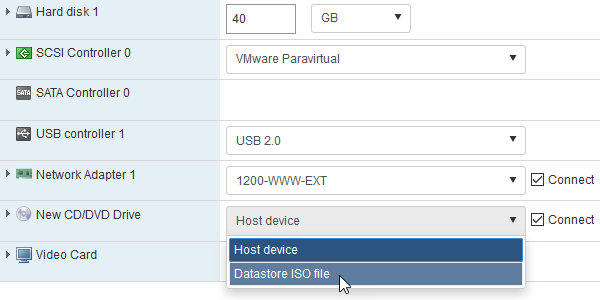 Hard disk 1
40
GB
SCSI Controller 0
VMware Paravirtual
SATA
SATA Controller 0
USB controller 1
USB 2.0
Network Adapter 1
1200-WWW-EXT
Connect
New CD/DVD Drive
Host device
Connect
Host device
Video Card
Datastore ISO file